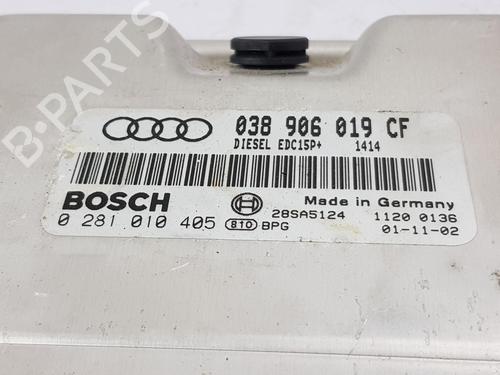 038 906 019 CF
DIESEL EDC15P+ 1414
BOSCH
Made in Germany
28SA5124 1120 0136
0 281 010 405 810 BPG 01-11-02
B-Parts